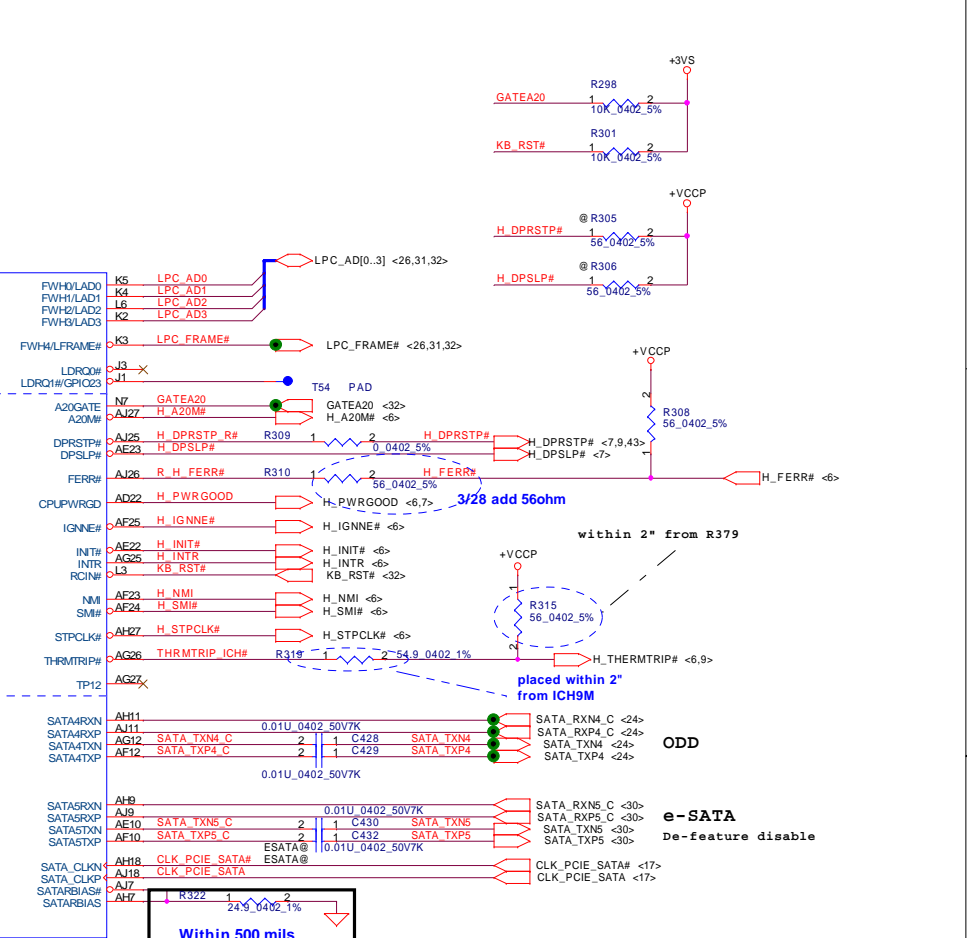 +3VS
R298
GATEA20 1 2
10K_0402_5%
R301
KB_RST# 1 2
10K_0402_5%
+VCCP
@ R305
H_DPRSTP# 1 2
56_0402_5%
@ R306
H_DPSLP# 1 2
56_0402_5%
LPC_AD[0..3] <26,31,32>
FWH0/LAD0 K5 LPC_AD0
FWH1/LAD1 K4 LPC_AD1
FWH2/LAD2 L6 LPC_AD2
FWH3/LAD3 K2 LPC_AD3
FWH4/LFRAME# K3 LPC_FRAME# LPC_FRAME# <26,31,32>
+VCCP
LDRQ0# J3
LDRQ1#/GPIO23 J1
T54 PAD
2
R308
56_0402_5%
1
A20GATE N7 GATEA20 GATEA20 <32>
A20M# AJ27 H_A20M# H_A20M# <6>
DPRSTP# AJ25 H_DPRSTP_R# R309 1 2 H_DPRSTP# H_DPRSTP# <7,9,43>
0_0402_5%
DPSLP# AE23 H_DPSLP# H_DPSLP# <7>
FERR# AJ26 R_H_FERR# R310 1 2 H_FERR# H_FERR# <6>
56_0402_5%
3/28 add 56ohm
CPUPWRGD AD22 H_PWRGOOD H_PWRGOOD <6,7>
IGNNE# AF25 H_IGNNE# H_IGNNE# <6>
within 2" from R379
INIT# AE22 H_INIT# H_INIT# <6>
INTR AG25 H_INTR H_INTR <6>
RCIN# L3 KB_RST# KB_RST# <32>
+VCCP
1
R315
56_0402_5%
2
NMI AF23 H_NMI H_NMI <6>
SMI# AF24 H_SMI# H_SMI# <6>
STPCLK# AH27 H_STPCLK# H_STPCLK# <6>
THRMTRIP# AG26 THRMTRIP_ICH# R319 1 2 54.9_0402_1% H_THERMTRIP# <6,9>
TP12 AG27
placed within 2"
from ICH9M
SATA4RXN AH11 SATA_RXN4_C <24>
SATA4RXP AJ11 0.01U_0402_50V7K SATA_RXP4_C <24>
SATA4TXN AG12 SATA_TXN4_C 2 1 C428 SATA_TXN4 SATA_TXN4 <24>
SATA4TXP AF12 SATA_TXP4_C 2 1 C429 SATA_TXP4 SATA_TXP4 <24>
0.01U_0402_50V7K
ODD
SATA5RXN AH9 SATA_RXN5_C <30>
SATA5RXP AJ9 0.01U_0402_50V7K SATA_RXP5_C <30>
SATA5TXN AE10 SATA_TXN5_C 2 1 C430 SATA_TXN5 SATA_TXN5 <30>
SATA5TXP AF10 SATA_TXP5_C 2 1 C432 SATA_TXP5 SATA_TXP5 <30>
ESATA@ 0.01U_0402_50V7K
ESATA@
e-SATA
De-feature disable
SATA_CLKN AH18 CLK_PCIE_SATA# CLK_PCIE_SATA# <17>
SATA_CLKP AJ18 CLK_PCIE_SATA CLK_PCIE_SATA <17>
SATARBIAS# AJ7
SATARBIAS AH7 R322 1 2
24.9_0402_1%
Within 500 mils